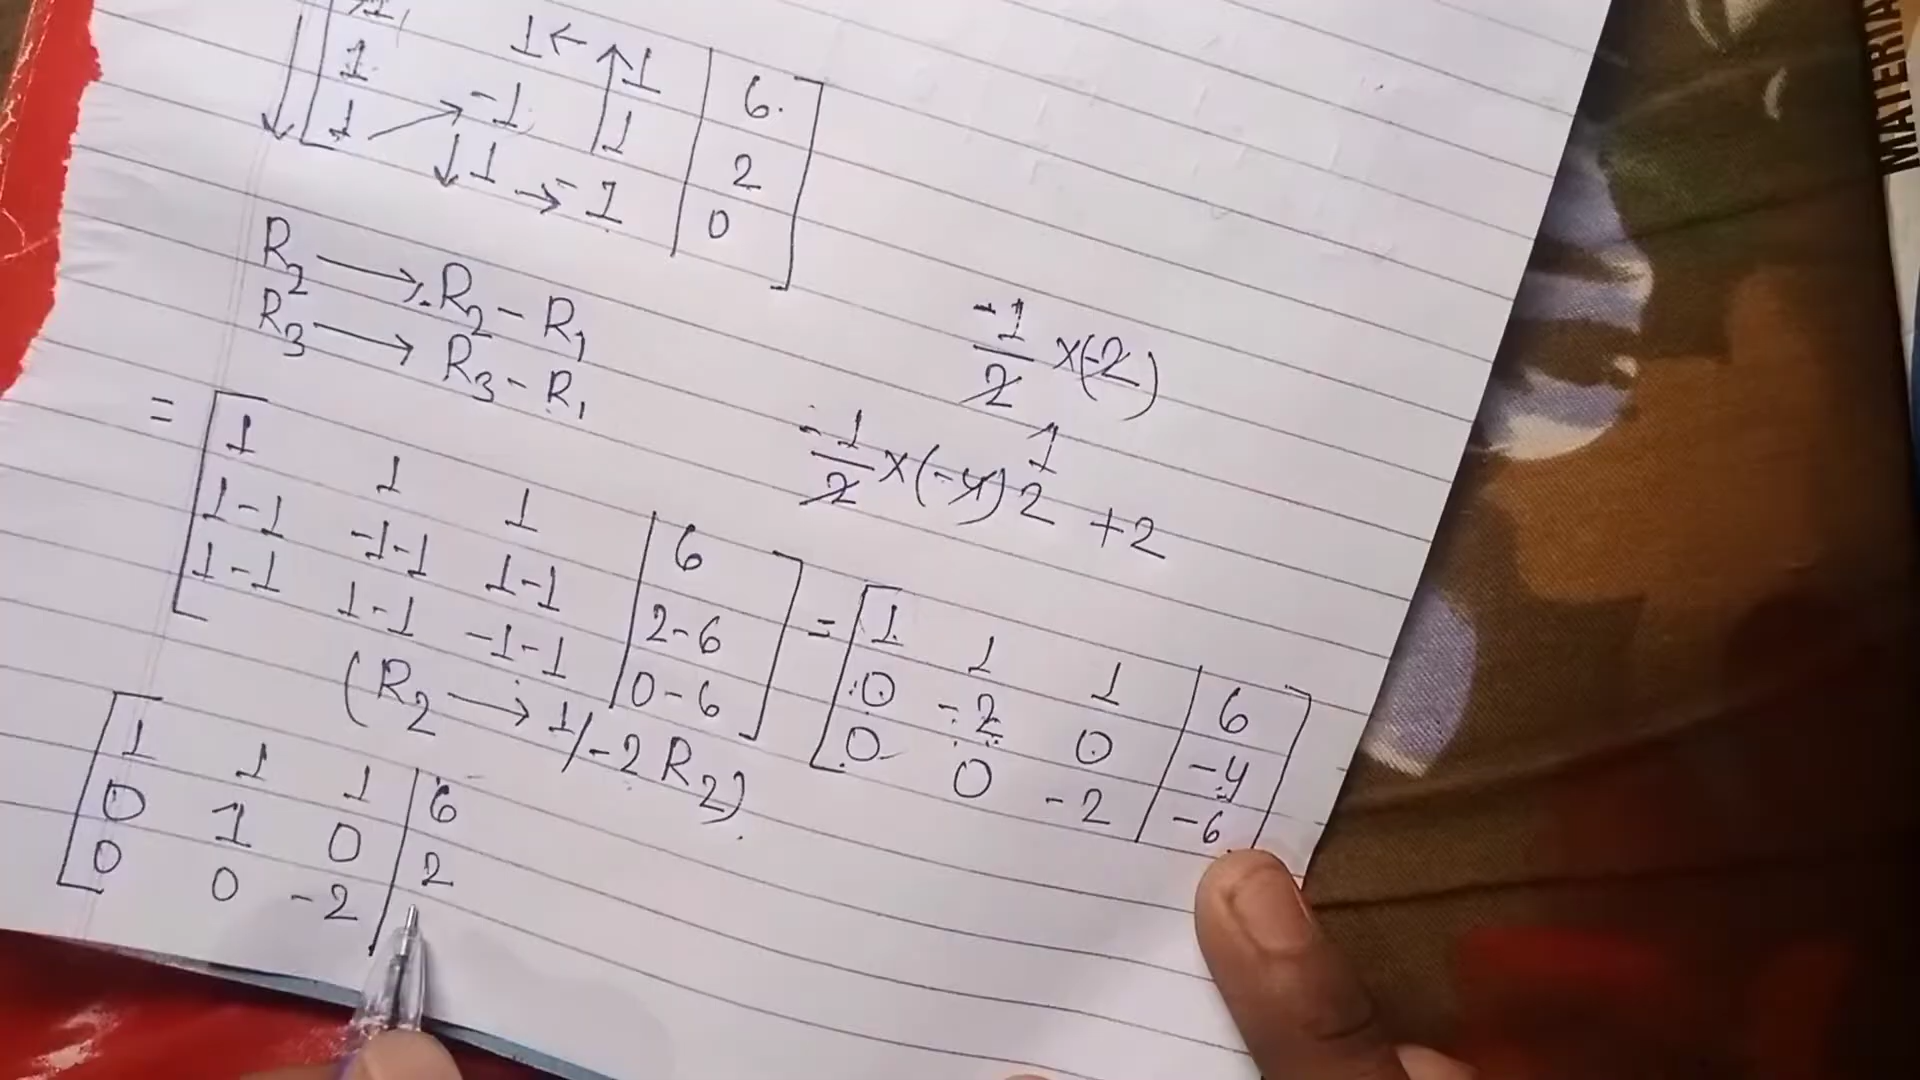 1 1← ↑1 | 6.
1 → -1 1 | 2
1 ↓1 → -1 | 0
R₂ → R₂ - R₁
R₃ → R₃ - R₁
-1/2 ×(-2)
1
-1/2 ×(-4) 2 +2
= [1 1 1 | 6
1-1 -1-1 1-1 | 2-6
1-1 1-1 -1-1 | 0-6]
= [1 1 1 | 6
0 -2 0 | -4
0 0 -2 | -6]
(R₂ → 1/-2 R₂)
[1 1 1 | 6
0 1 0 | 2
0 0 -2 |